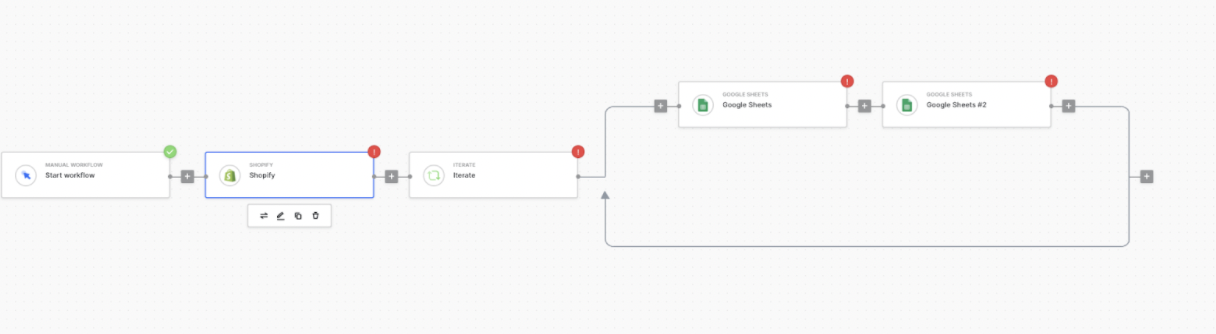 MANUAL WORKFLOW
Start workflow
SHOPIFY
Shopify
ITERATE
Iterate
GOOGLE SHEETS
Google Sheets
GOOGLE SHEETS
Google Sheets #2